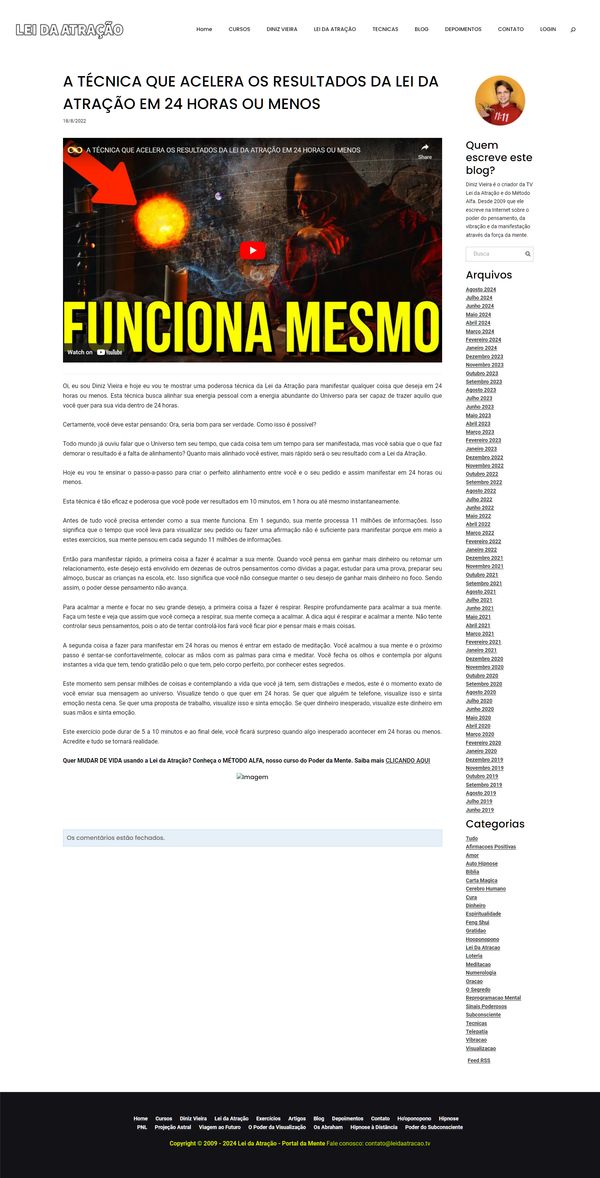 LEI DA ATRAÇÃO
Home CURSOS DINIZ VIEIRA LEI DA ATRAÇÃO TECNICAS BLOG DEPOIMENTOS CONTATO LOGIN
A TÉCNICA QUE ACELERA OS RESULTADOS DA LEI DA
ATRAÇÃO EM 24 HORAS OU MENOS
18/8/2022
A TÉCNICA QUE ACELERA OS RESULTADOS DA LEI DA ATRAÇÃO EM 24 HORAS OU MENOS
Share
FUNCIONA MESMO
Watch on YouTube
Oi, eu sou Diniz Vieira e hoje eu vou te mostrar uma poderosa técnica da Lei da Atração para manifestar qualquer coisa que deseja em 24
horas ou menos. Esta técnica busca alinhar sua energia pessoal com a energia abundante do Universo para ser capaz de trazer aquilo que
você quer para sua vida dentro de 24 horas.
Certamente, você deve estar pensando: Ora, seria bom para ser verdade. Como isso é possível?
Todo mundo já ouviu falar que o Universo tem seu tempo, que cada coisa tem um tempo para ser manifestada, mas você sabia que o que faz
demorar o resultado é a falta de alinhamento? Quanto mais alinhado você estiver, mais rápido será o seu resultado com a Lei da Atração.
Hoje eu vou te ensinar o passo-a-passo para criar o perfeito alinhamento entre você e o seu pedido e assim manifestar em 24 horas ou
menos.
Esta técnica é tão eficaz e poderosa que você pode ver resultados em 10 minutos, em 1 hora ou até mesmo instantaneamente.
Antes de tudo você precisa entender como a sua mente funciona. Em 1 segundo, sua mente processa 11 milhões de informações. Isso
significa que o tempo que você leva para visualizar seu pedido ou fazer uma afirmação não é suficiente para manifestar porque em meio a
estes exercícios, sua mente pensou em cada segundo 11 milhões de informações.
Então para manifestar rápido, a primeira coisa a fazer é acalmar a sua mente. Quando você pensa em ganhar mais dinheiro ou retomar um
relacionamento, este desejo está envolvido em dezenas de outros pensamentos como dívidas a pagar, estudar para uma prova, preparar seu
almoço, buscar as crianças na escola, etc. Isso significa que você não consegue manter o seu desejo de ganhar mais dinheiro no foco. Sendo
assim, o poder desse pensamento não avança.
Para acalmar a mente e focar no seu grande desejo, a primeira coisa a fazer é respirar. Respire profundamente para acalmar a sua mente.
Faça um teste e veja que assim que você começa a respirar, sua mente começa a acalmar. A dica aqui é respirar e acalmar a mente. Não tente
controlar seus pensamentos, pois o ato de tentar controlá-los fará você ficar pior e pensar mais e mais coisas.
A segunda coisa a fazer para manifestar em 24 horas ou menos é entrar em estado de meditação. Você acalmou a sua mente e o próximo
passo é sentar-se confortavelmente, colocar as mãos com as palmas para cima e meditar. Você fecha os olhos e contempla por alguns
instantes a vida que tem, tendo gratidão pelo o que tem, pelo corpo perfeito, por conhecer estes segredos.
Este momento sem pensar milhões de coisas e contemplando a vida que você já tem, sem distrações e medos, este é o momento exato de
você enviar sua mensagem ao universo. Visualize tendo o que quer em 24 horas. Se quer que alguém te telefone, visualize isso e sinta
emoção nesta cena. Se quer uma proposta de trabalho, visualize isso e sinta emoção. Se quer dinheiro inesperado, visualize este dinheiro em
suas mãos e sinta emoção.
Este exercício pode durar de 5 a 10 minutos e ao final dele, você ficará surpreso quando algo inesperado acontecer em 24 horas ou menos.
Acredite e tudo se tornará realidade.
Quer MUDAR DE VIDA usando a Lei da Atração? Conheça o MÉTODO ALFA, nosso curso do Poder da Mente. Saiba mais CLICANDO AQUI
Imagem
Os comentários estão fechados.
11:11
Quem
escreve este
blog?
Diniz Vieira é o criador da TV
Lei da Atração e do Método
Alfa. Desde 2009 que ele
escreve na Internet sobre o
poder do pensamento, da
vibração e da manifestação
através da força da mente.
Busca
Arquivos
Agosto 2024
Julho 2024
Junho 2024
Maio 2024
Abril 2024
Março 2024
Fevereiro 2024
Janeiro 2024
Dezembro 2023
Novembro 2023
Outubro 2023
Setembro 2023
Agosto 2023
Julho 2023
Junho 2023
Maio 2023
Abril 2023
Março 2023
Fevereiro 2023
Janeiro 2023
Dezembro 2022
Novembro 2022
Outubro 2022
Setembro 2022
Agosto 2022
Julho 2022
Junho 2022
Maio 2022
Abril 2022
Março 2022
Fevereiro 2022
Janeiro 2022
Dezembro 2021
Novembro 2021
Outubro 2021
Setembro 2021
Agosto 2021
Julho 2021
Junho 2021
Maio 2021
Abril 2021
Março 2021
Fevereiro 2021
Janeiro 2021
Dezembro 2020
Novembro 2020
Outubro 2020
Setembro 2020
Agosto 2020
Julho 2020
Junho 2020
Maio 2020
Abril 2020
Março 2020
Fevereiro 2020
Janeiro 2020
Dezembro 2019
Novembro 2019
Outubro 2019
Setembro 2019
Agosto 2019
Julho 2019
Junho 2019
Categorias
Tudo
Afirmacoes Positivas
Amor
Auto Hipnose
Biblia
Carta Magica
Cerebro Humano
Cura
Dinheiro
Espiritualidade
Feng Shui
Gratidao
Hooponopono
Lei Da Atracao
Loteria
Meditacao
Numerologia
Oracao
O Segredo
Reprogramacao Mental
Sinais Poderosos
Subconsciente
Tecnicas
Telepatia
Vibracao
Visualizacao
Feed RSS
Home Cursos Diniz Vieira Lei da Atração Exercícios Artigos Blog Depoimentos Contato Ho'oponopono Hipnose
PNL Projeção Astral Viagem ao Futuro O Poder da Visualização Os Abraham Hipnose à Distância Poder do Subconsciente
Copyright © 2009 - 2024 Lei da Atração - Portal da Mente Fale conosco: contato@leidaatracao.tv